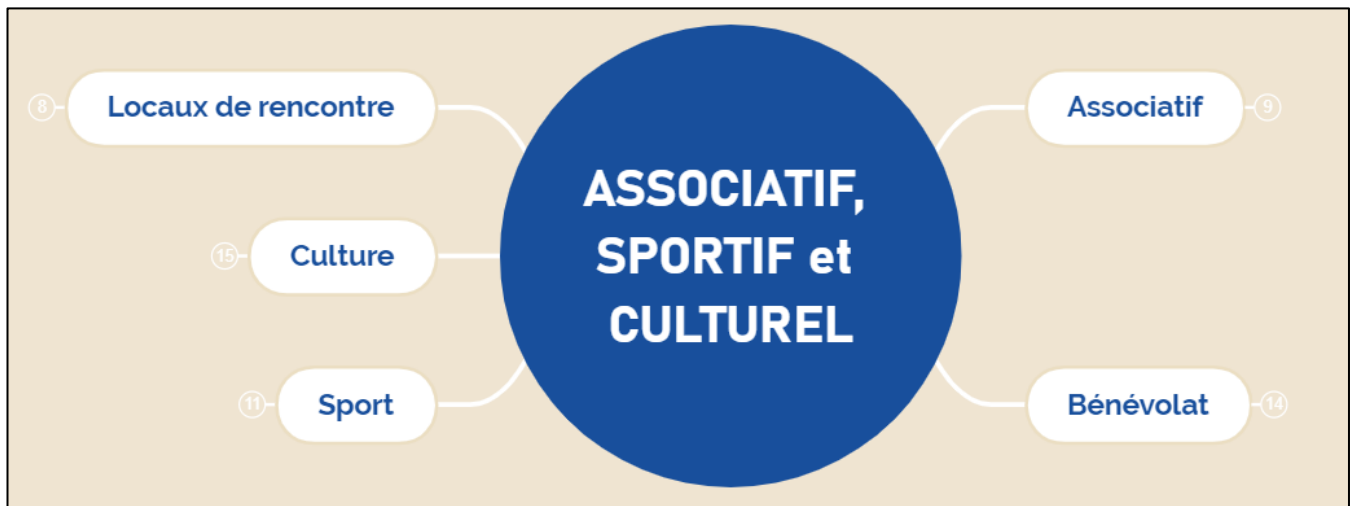 8
Locaux de rencontre
15
Culture
11
Sport
ASSOCIATIF,
SPORTIF et
CULTUREL
Associatif
9
Bénévolat
14